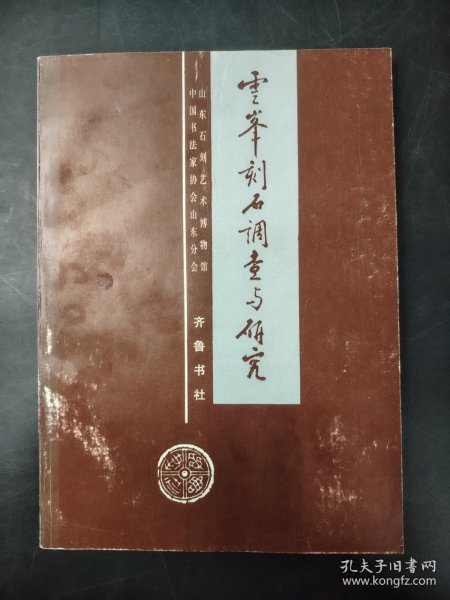 雲峯刻石调查与研究
山东石刻艺术博物馆
中国书法家协会山东分会
齐鲁书社
孔夫子旧书网
www.kongfz.com